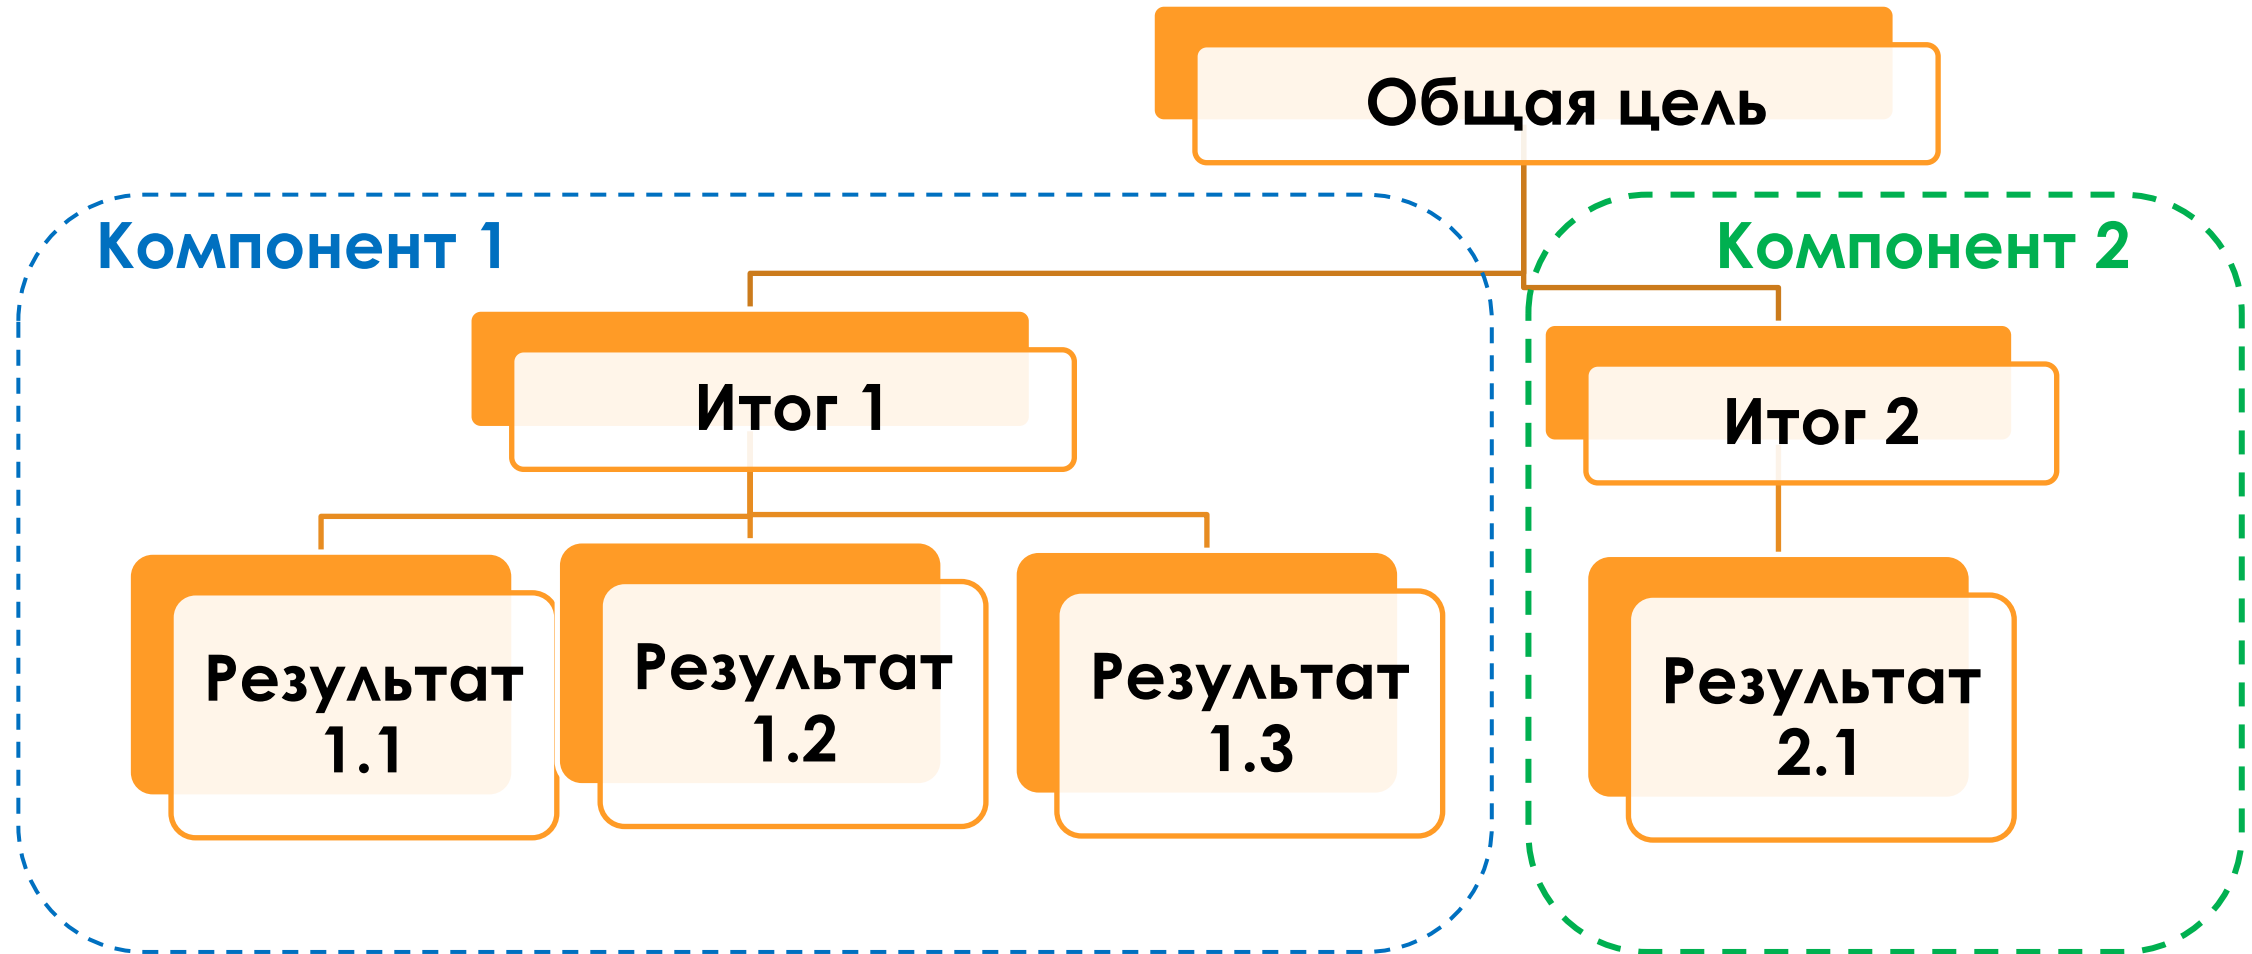 Общая цель
Компонент 1
Компонент 2
Итог 1
Итог 2
Результат
1.1
Результат
1.2
Результат
1.3
Результат
2.1